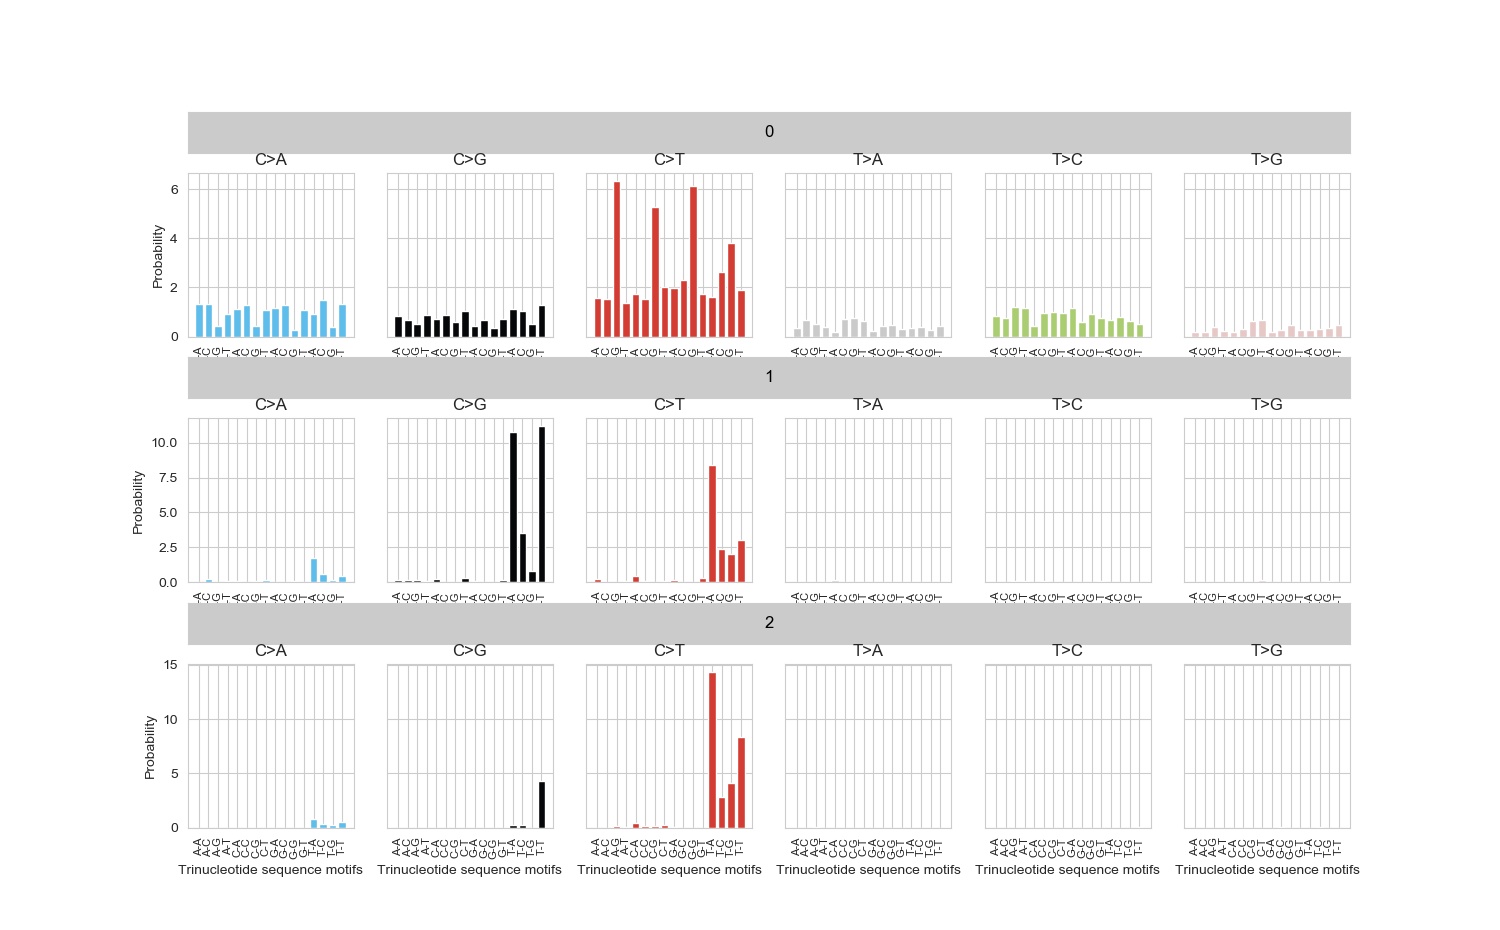 0
C>A C>G C>T T>A T>C T>G
6
4
2
0
Probability
1
C>A C>G C>T T>A T>C T>G
10.0
7.5
5.0
2.5
0.0
Probability
2
C>A C>G C>T T>A T>C T>G
15
10
5
0
Probability
A-A A-C A-G A-T C-A C-C C-G C-T G-A G-C G-G G-T T-A T-C T-G T-T
A-A A-C A-G A-T C-A C-C C-G C-T G-A G-C G-G G-T T-A T-C T-G T-T
A-A A-C A-G A-T C-A C-C C-G C-T G-A G-C G-G G-T T-A T-C T-G T-T
A-A A-C A-G A-T C-A C-C C-G C-T G-A G-C G-G G-T T-A T-C T-G T-T
A-A A-C A-G A-T C-A C-C C-G C-T G-A G-C G-G G-T T-A T-C T-G T-T
A-A A-C A-G A-T C-A C-C C-G C-T G-A G-C G-G G-T T-A T-C T-G T-T
Trinucleotide sequence motifs Trinucleotide sequence motifs Trinucleotide sequence motifs Trinucleotide sequence motifs Trinucleotide sequence motifs Trinucleotide sequence motifs